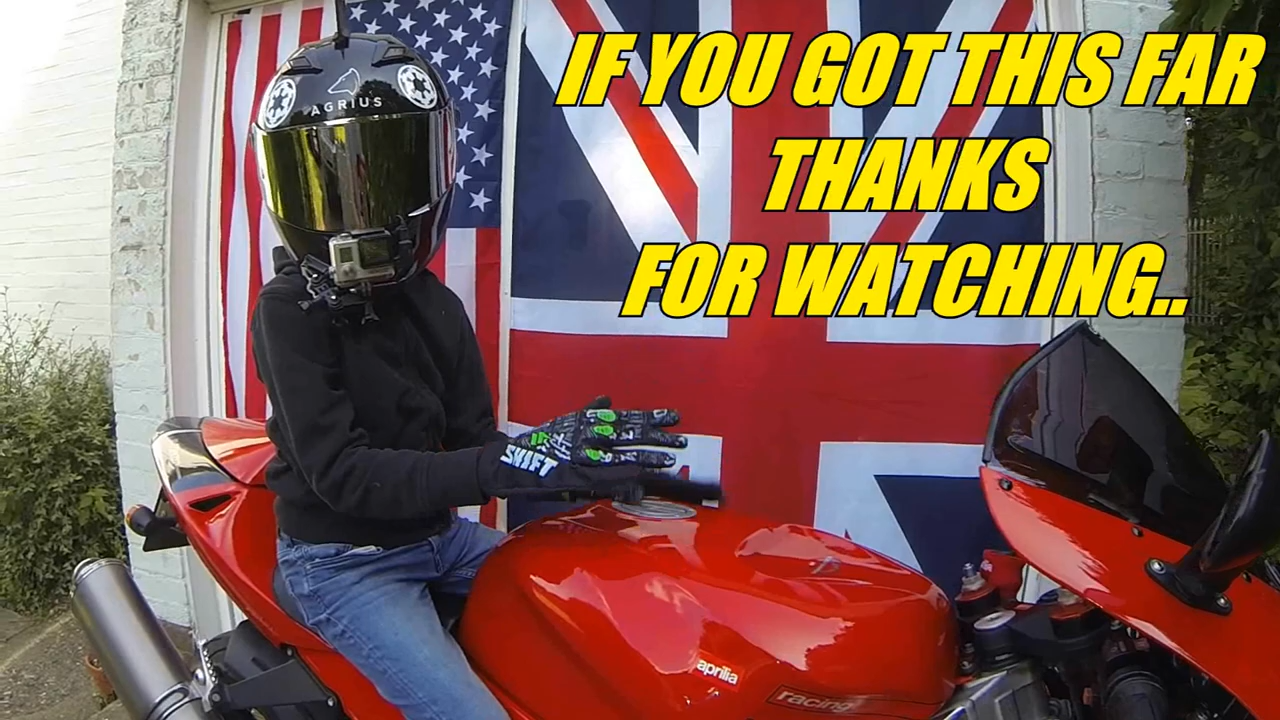 IF YOU GOT THIS FAR
THANKS
FOR WATCHING..
AGRIUS
SHIFT
aprilia
racing